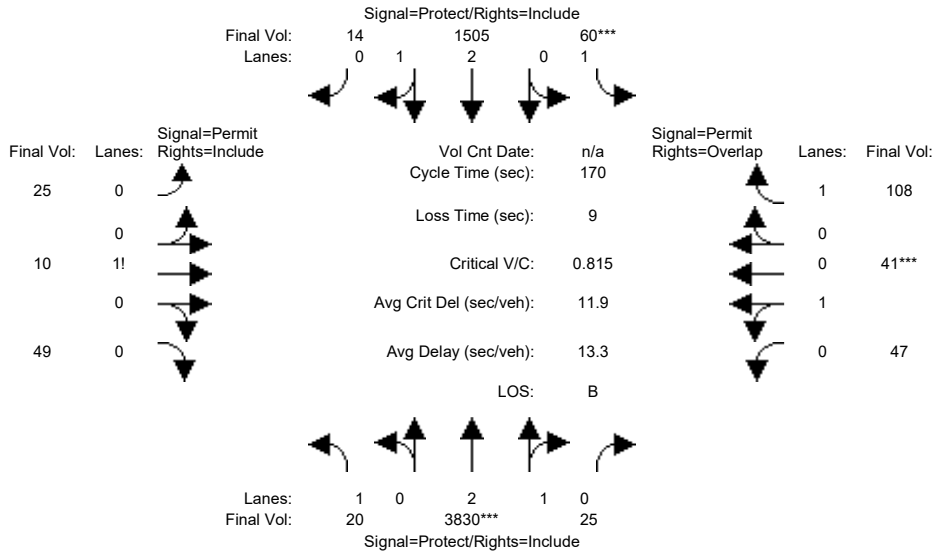 Signal=Protect/Rights=Include
Final Vol: 14 1505 60***
Lanes: 0 1 2 0 1
Signal=Permit
Final Vol: Lanes: Rights=Include
Vol Cnt Date: n/a
Signal=Permit
Rights=Overlap Lanes: Final Vol:
Cycle Time (sec): 170
25 0
1 108
Loss Time (sec): 9
0
0
10 1!
Critical V/C: 0.815
0 41***
0
Avg Crit Del (sec/veh): 11.9
1
49 0
Avg Delay (sec/veh): 13.3
0 47
LOS: B
Lanes: 1 0 2 1 0
Final Vol: 20 3830*** 25
Signal=Protect/Rights=Include